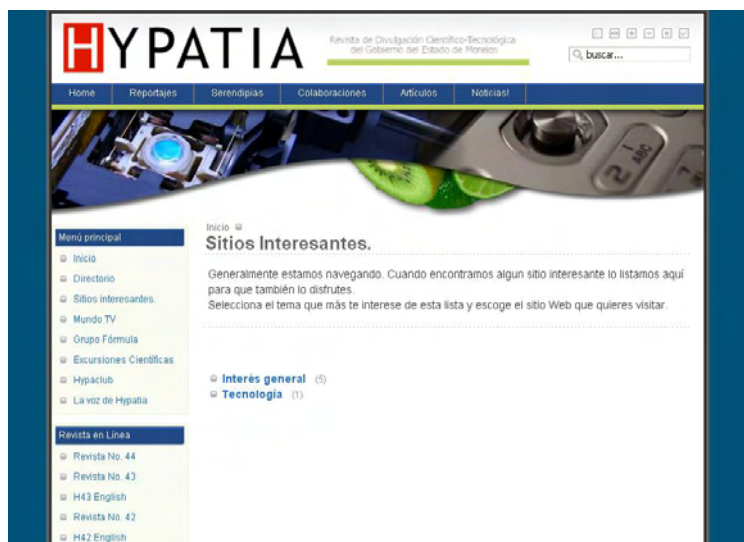 HYPATIA
Revista de Divulgación Científico-Tecnológica
del Gobierno del Estado de Morelos
buscar...
Home Reportajes Serendipias Colaboraciones Artículos Noticias!
1
2 ABC
Menú principal
Inicio
Directorio
Sitios interesantes.
Mundo TV
Grupo Fórmula
Excursiones Científicas
Hypaclub
La voz de Hypatia
Revista en Línea
Revista No. 44
Revista No. 43
H43 English
Revista No. 42
H42 English
Inicio
Sitios Interesantes.
Generalmente estamos navegando. Cuando encontramos algun sitio interesante lo listamos aquí
para que también lo disfrutes.
Selecciona el tema que más te interese de esta lista y escoge el sitio Web que quieres visitar.
Interés general (5)
Tecnología (1)